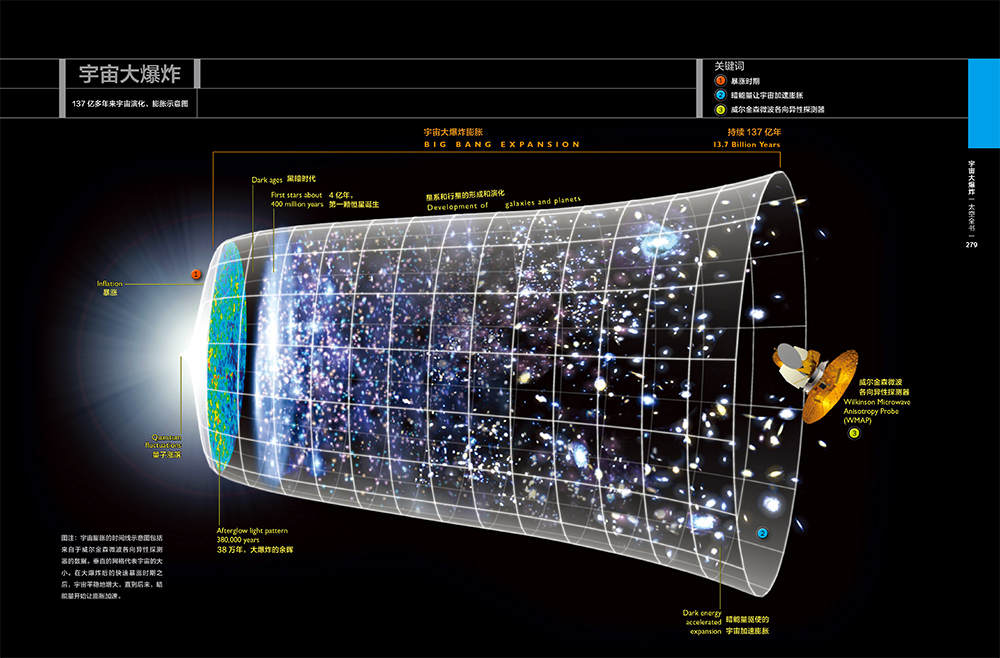 宇宙大爆炸
137 亿多年来宇宙演化、膨胀示意图
关键词
1 暴涨时期
2 暗能量让宇宙加速膨胀
3 威尔金森微波各向异性探测器
宇宙大爆炸膨胀
BIG BANG EXPANSION
持续 137 亿年
13.7 Billion Years
Dark ages 黑暗时代
First stars about 4 亿年，
400 million years 第一颗恒星诞生
星系和行星的形成和演化
Development of galaxies and planets
宇宙大爆炸 | 太空全书 |
279
1
Inflation
暴涨
Quantum
fluctuations
量子涨落
Afterglow light pattern
380,000 years
38 万年，大爆炸的余晖
威尔金森微波
各向异性探测器
Wilkinson Microwave
Anisotropy Probe
(WMAP)
3
2
Dark energy
accelerated
expansion
暗能量驱使的
宇宙加速膨胀
图注：宇宙膨胀的时间线示意图包括
来自于威尔金森微波各向异性探测
器的数据。垂直的网格代表宇宙的大
小。在大爆炸后的快速暴涨时期之
后，宇宙平稳地增大，直到后来，暗
能量开始让膨胀加速。